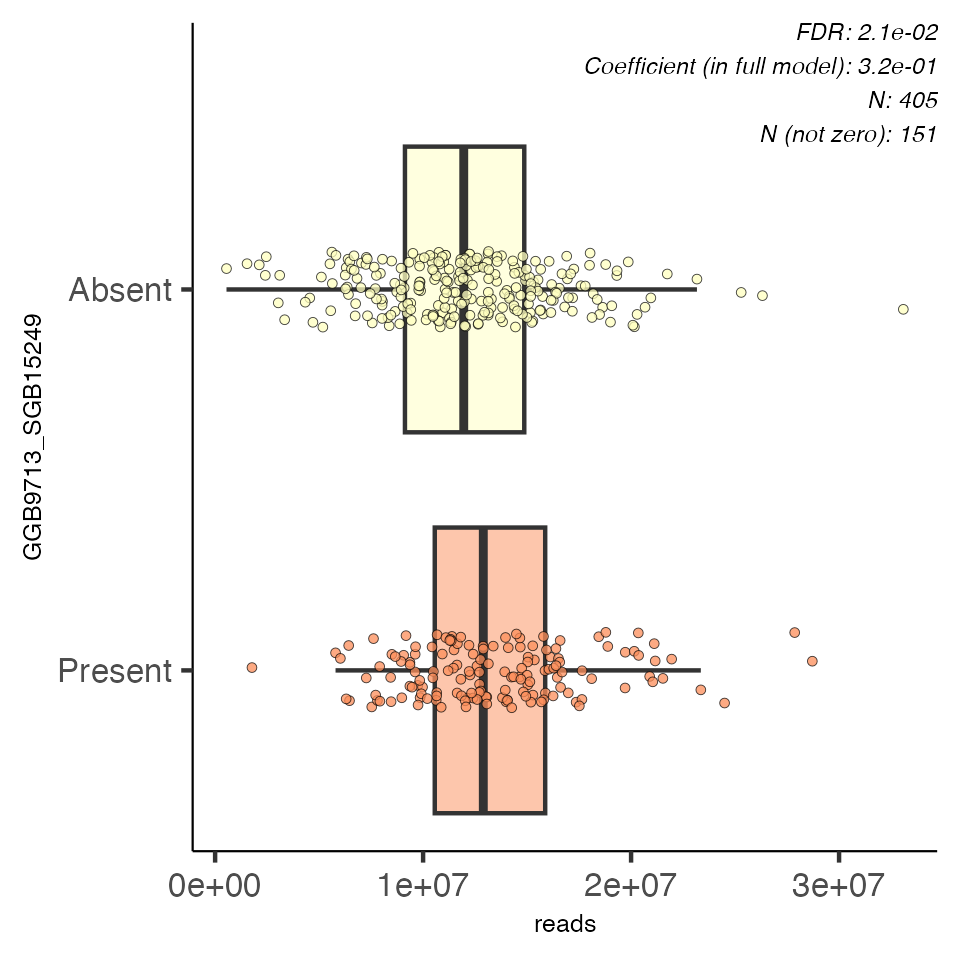 FDR: 2.1e-02
Coefficient (in full model): 3.2e-01
N: 405
N (not zero): 151
GGB9713_SGB15249
Absent
Present
0e+00 1e+07 2e+07 3e+07
reads